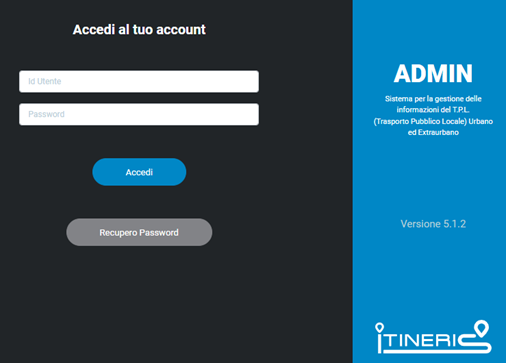 Accedi al tuo account
Id Utente
Password
Accedi
Recupero Password
ADMIN
Sistema per la gestione delle
informazioni del T.P.L.
(Trasporto Pubblico Locale) Urbano
ed Extraurbano
Versione 5.1.2
iTINERIS